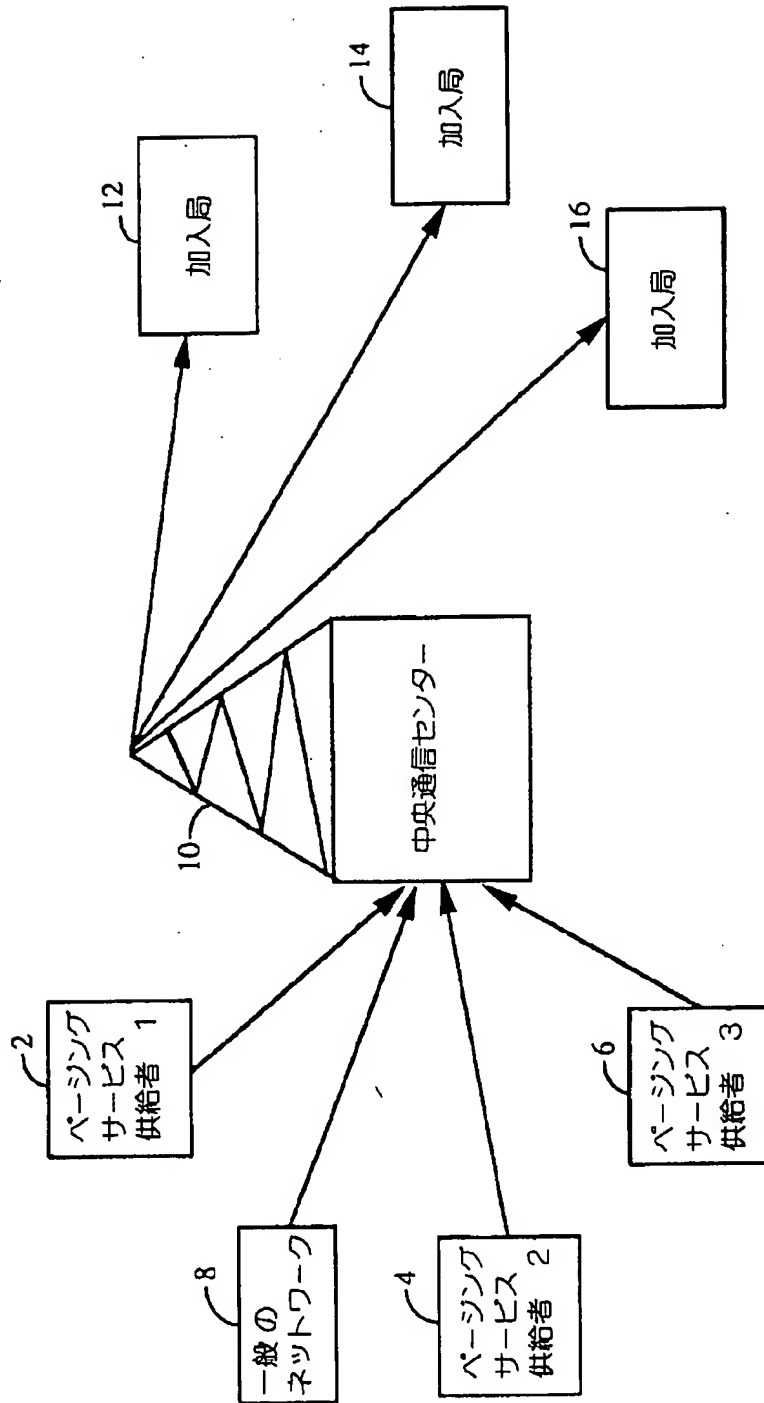 2
ページング
サービス
供給者 1
8
一般の
ネットワーク
4
ページング
サービス
供給者 2
6
ページング
サービス
供給者 3
10
中央通信センター
12
加入局
14
加入局
16
加入局